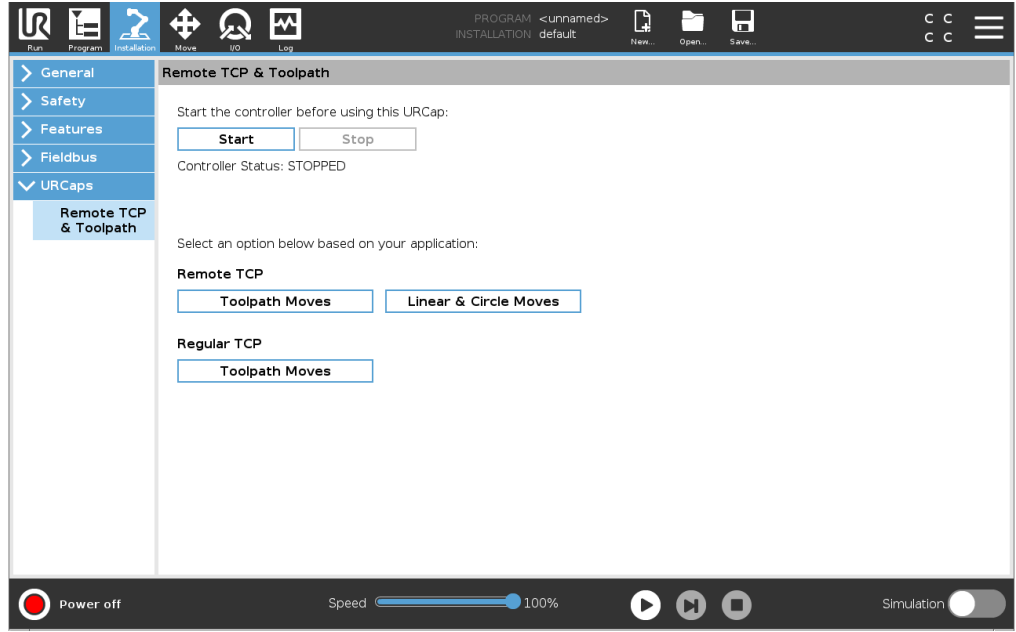 UR
PROGRAM <unnamed>
INSTALLATION default
C C
C C
Run Program Installation Move I/O Log New... Open... Save...
General
Safety
Features
Fieldbus
URCaps
Remote TCP
& Toolpath
Remote TCP & Toolpath
Start the controller before using this URCap:
Start Stop
Controller Status: STOPPED
Select an option below based on your application:
Remote TCP
Toolpath Moves Linear & Circle Moves
Regular TCP
Toolpath Moves
Power off Speed 100% Simulation